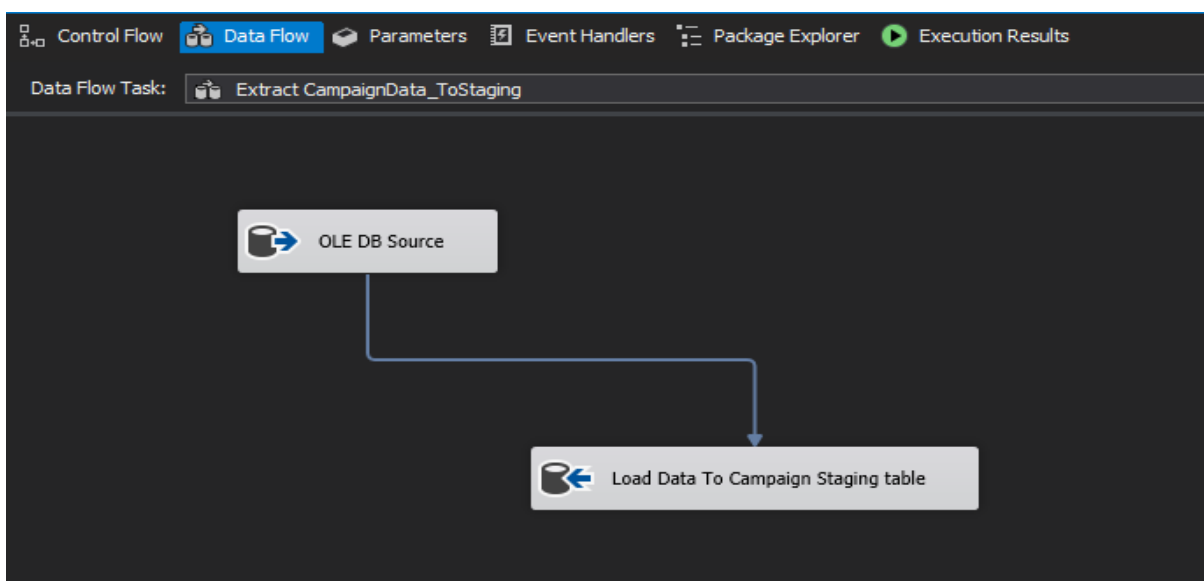 Control Flow Data Flow Parameters Event Handlers Package Explorer Execution Results
Data Flow Task: Extract CampaignData_ToStaging
OLE DB Source
Load Data To Campaign Staging table